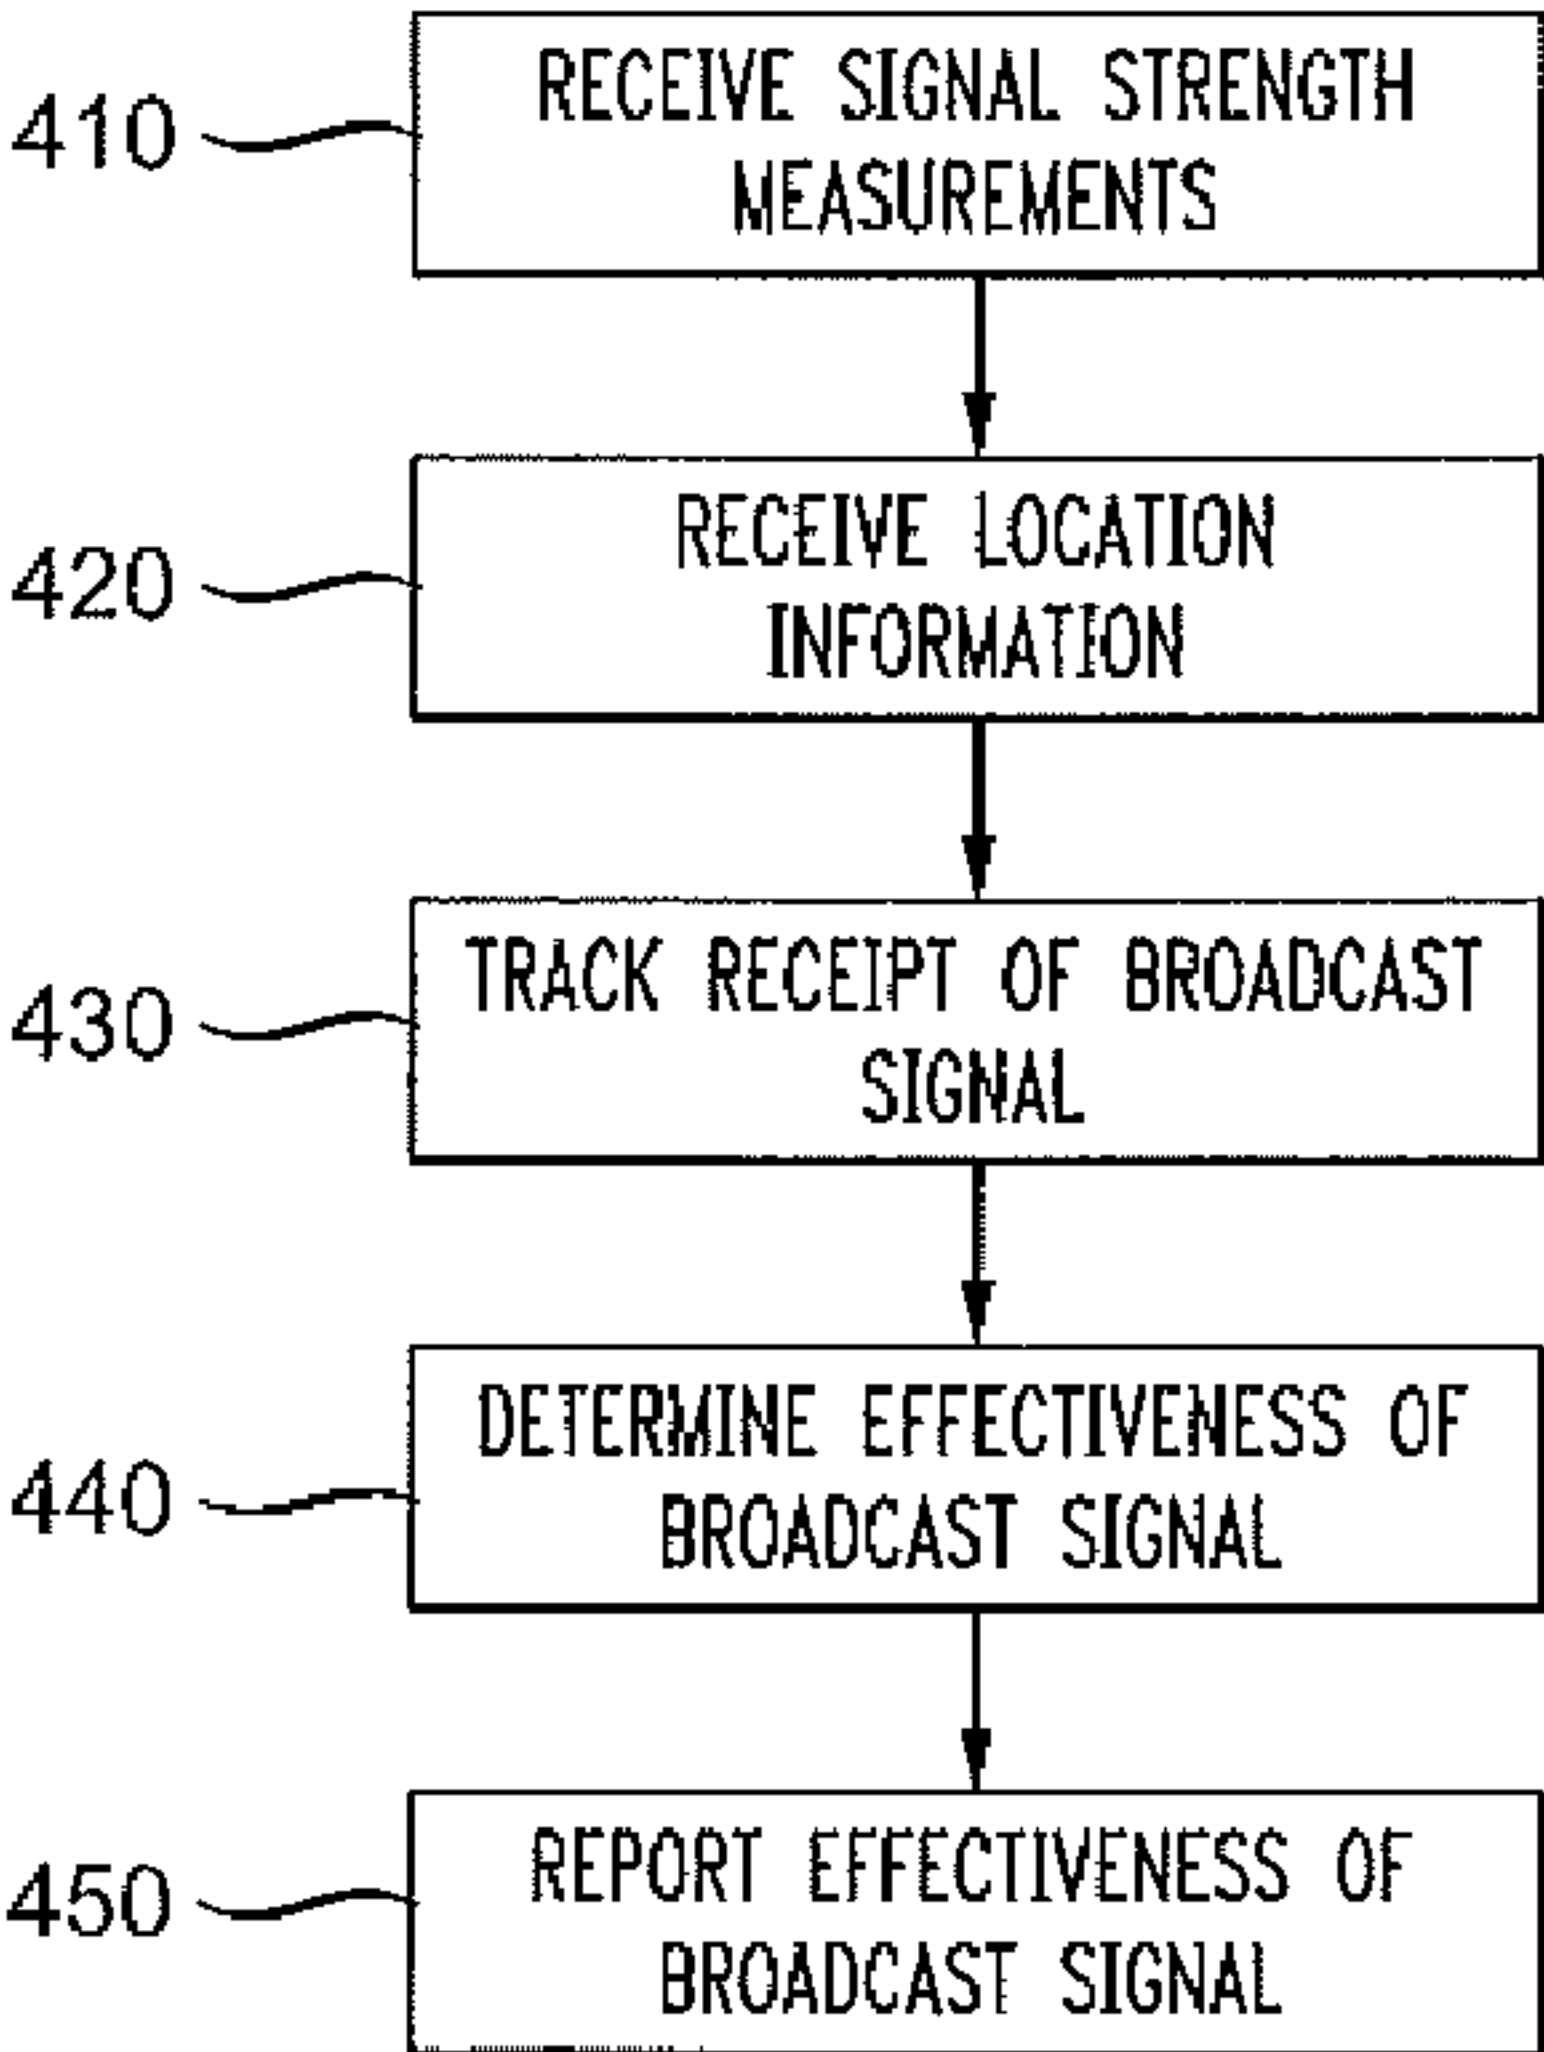 410
RECEIVE SIGNAL STRENGTH
MEASUREMENTS
420
RECEIVE LOCATION
INFORMATION
430
TRACK RECEIPT OF BROADCAST
SIGNAL
440
DETERMINE EFFECTIVENESS OF
BROADCAST SIGNAL
450
REPORT EFFECTIVENESS OF
BROADCAST SIGNAL